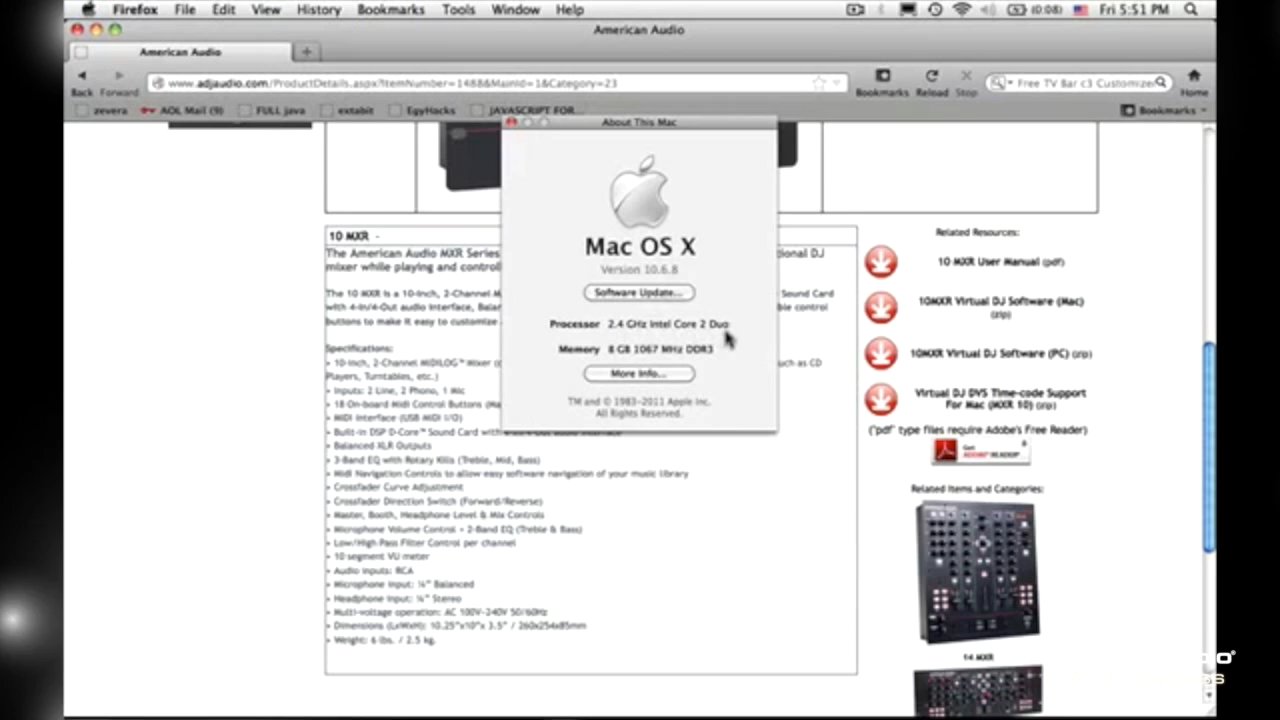 Firefox File Edit View History Bookmarks Tools Window Help (0:08) Fri 5:51 PM
American Audio
American Audio
Back Forward www.adjaudio.com/ProductDetails.aspx?ItemNumber=1488&MainId=1&Category=23 Bookmarks Reload Stop Free TV Bar c3 Customize Home
zevera AOL Mail (9) FULL java extabit EgyHacks JAVASCRIPT FOR... Bookmarks
About This Mac
Mac OS X
Version 10.6.8
Software Update...
Processor 2.4 GHz Intel Core 2 Duo
Memory 8 GB 1067 MHz DDR3
More Info...
TM and © 1983-2011 Apple Inc.
All Rights Reserved.
10 MXR -
The American Audio MXR Series tional DJ
mixer while playing and control
The 10 MXR is a 10-Inch, 2-Channel M Sound Card
with 4-In/4-Out audio Interface, Balan ble control
buttons to make it easy to customize
Specifications:
• 10-Inch, 2-Channel MIDILOG™ Mixer ( such as CD
Players, Turntables, etc.)
• Inputs: 2 Line, 2 Phono, 1 Mic
• 18 On-board Midi Control Buttons (Ma
• MIDI Interface (USB MIDI I/O)
• Built-in DSP D-Core™ Sound Card with 4-In/4-Out audio Interface
• Balanced XLR Outputs
• 3-Band EQ with Rotary Kills (Treble, Mid, Bass)
• Midi Navigation Controls to allow easy software navigation of your music library
• Crossfader Curve Adjustment
• Crossfader Direction Switch (Forward/Reverse)
• Master, Booth, Headphone Level & Mix Controls
• Microphone Volume Control + 2-Band EQ (Treble & Bass)
• Low/High Pass Filter Control per channel
• 10 segment VU meter
• Audio Inputs: RCA
• Microphone Input: ¼" Balanced
• Headphone Input: ¼" Stereo
• Multi-voltage operation: AC 100V-240V 50/60Hz
• Dimensions (LxWxH): 10.25"x10"x 3.5" / 260x254x85mm
• Weight: 6 lbs. / 2.5 kg.
Related Resources:
10 MXR User Manual (pdf)
10MXR Virtual DJ Software (Mac)
(zip)
10MXR Virtual DJ Software (PC) (zip)
Virtual DJ DVS Time-code Support
For Mac (MXR 10) (zip)
("pdf" type files require Adobe's Free Reader)
Get
ADOBE READER
Related Items and Categories:
14 MXR